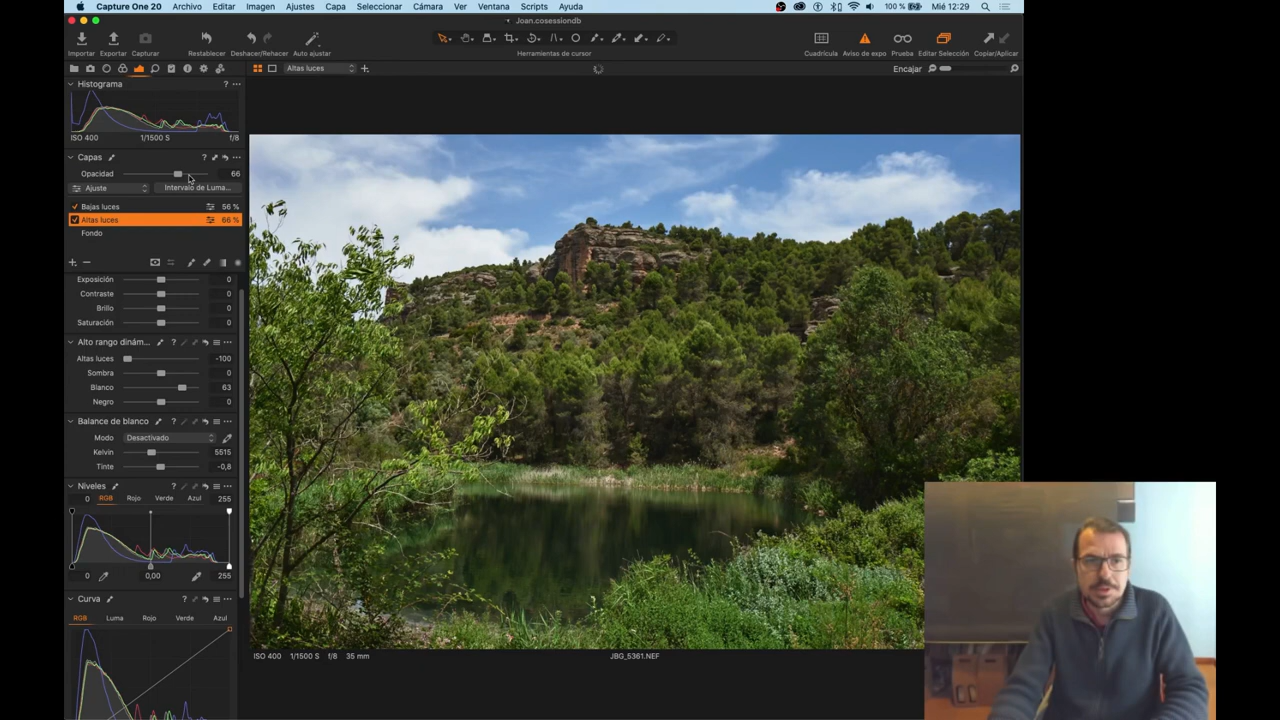 Capture One 20 Archivo Editar Imagen Ajustes Capa Seleccionar Cámara Ver Ventana Scripts Ayuda 100 % Mié 12:29
Joan.cosessiondb
Importar Exportar Capturar Restablecer Deshacer/Rehacer Auto ajustar Herramientas de cursor Cuadrícula Aviso de expo Prueba Editar Selección Copiar/Aplicar
Altas luces Encajar
Histograma
ISO 400 1/1500 S f/8
Capas
Opacidad 66
Ajuste Intervalo de Luma...
Bajas luces 56 %
Altas luces 66 %
Fondo
Exposición 0
Contraste 0
Brillo 0
Saturación 0
Alto rango dinám...
Altas luces -100
Sombra 0
Blanco 63
Negro 0
Balance de blanco
Modo Desactivado
Kelvin 5515
Tinte -0,8
Niveles
0 RGB Rojo Verde Azul 255
0 0,00 255
Curva
RGB Luma Rojo Verde Azul
ISO 400 1/1500 S f/8 35 mm JBG_5361.NEF